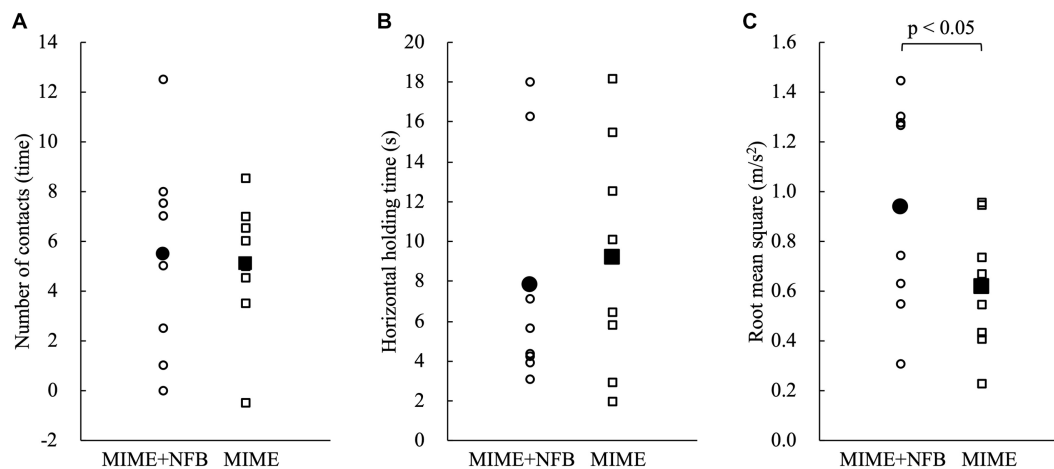 A
Number of contacts (time)
14
12
10
8
6
4
2
0
-2
MIME+NFB MIME
B
Horizontal holding time (s)
20
18
16
14
12
10
8
6
4
2
0
MIME+NFB MIME
C
p < 0.05
Root mean square (m/s²)
1.6
1.4
1.2
1.0
0.8
0.6
0.4
0.2
0.0
MIME+NFB MIME